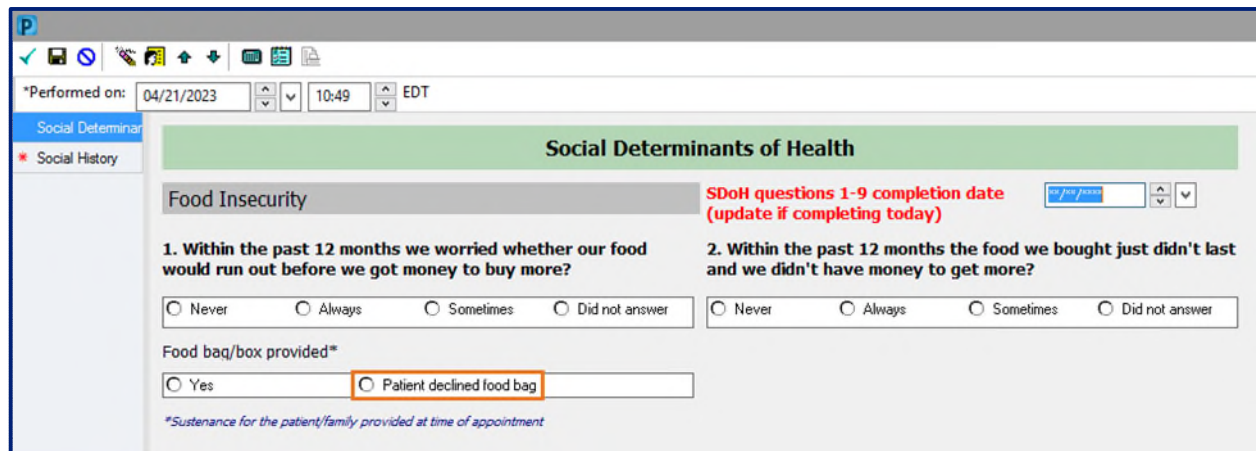 P
*Performed on: 04/21/2023 10:49 EDT
Social Determinar
* Social History
Social Determinants of Health
Food Insecurity
SDoH questions 1-9 completion date
(update if completing today)
**/**/****
1. Within the past 12 months we worried whether our food
would run out before we got money to buy more?
Never Always Sometimes Did not answer
2. Within the past 12 months the food we bought just didn't last
and we didn't have money to get more?
Never Always Sometimes Did not answer
Food bag/box provided*
Yes Patient declined food bag
*Sustenance for the patient/family provided at time of appointment